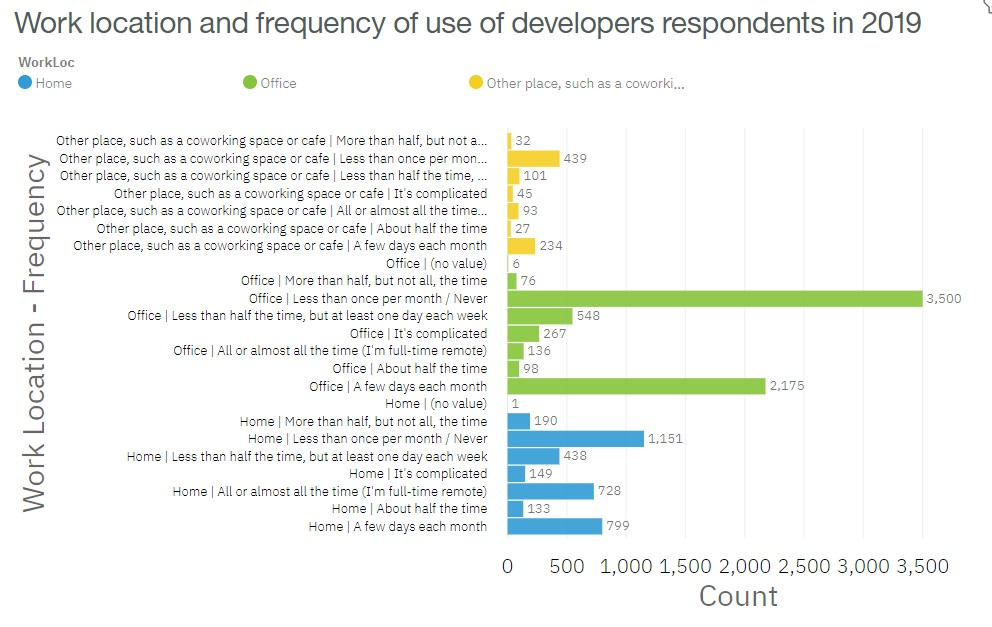 Work location and frequency of use of developers respondents in 2019
WorkLoc
Home Office Other place, such as a coworki...
Work Location - Frequency
Other place, such as a coworking space or cafe | More than half, but not a... 32
Other place, such as a coworking space or cafe | Less than once per mon... 439
Other place, such as a coworking space or cafe | Less than half the time, ... 101
Other place, such as a coworking space or cafe | It's complicated 45
Other place, such as a coworking space or cafe | All or almost all the time... 93
Other place, such as a coworking space or cafe | About half the time 27
Other place, such as a coworking space or cafe | A few days each month 234
Office | (no value) 6
Office | More than half, but not all, the time 76
Office | Less than once per month / Never 3,500
Office | Less than half the time, but at least one day each week 548
Office | It's complicated 267
Office | All or almost all the time (I'm full-time remote) 136
Office | About half the time 98
Office | A few days each month 2,175
Home | (no value) 1
Home | More than half, but not all, the time 190
Home | Less than once per month / Never 1,151
Home | Less than half the time, but at least one day each week 438
Home | It's complicated 149
Home | All or almost all the time (I'm full-time remote) 728
Home | About half the time 133
Home | A few days each month 799
0 500 1,000 1,500 2,000 2,500 3,000 3,500
Count